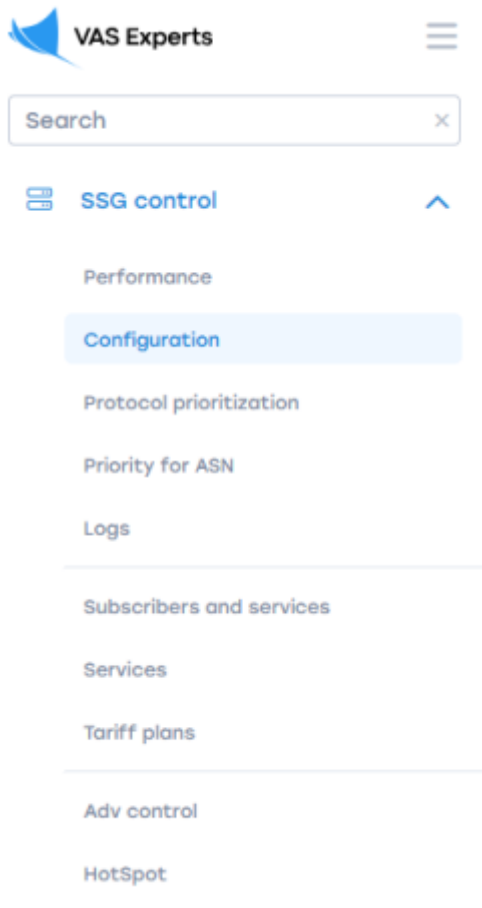 VAS Experts
Search
SSG control
Performance
Configuration
Protocol prioritization
Priority for ASN
Logs
Subscribers and services
Services
Tariff plans
Adv control
HotSpot